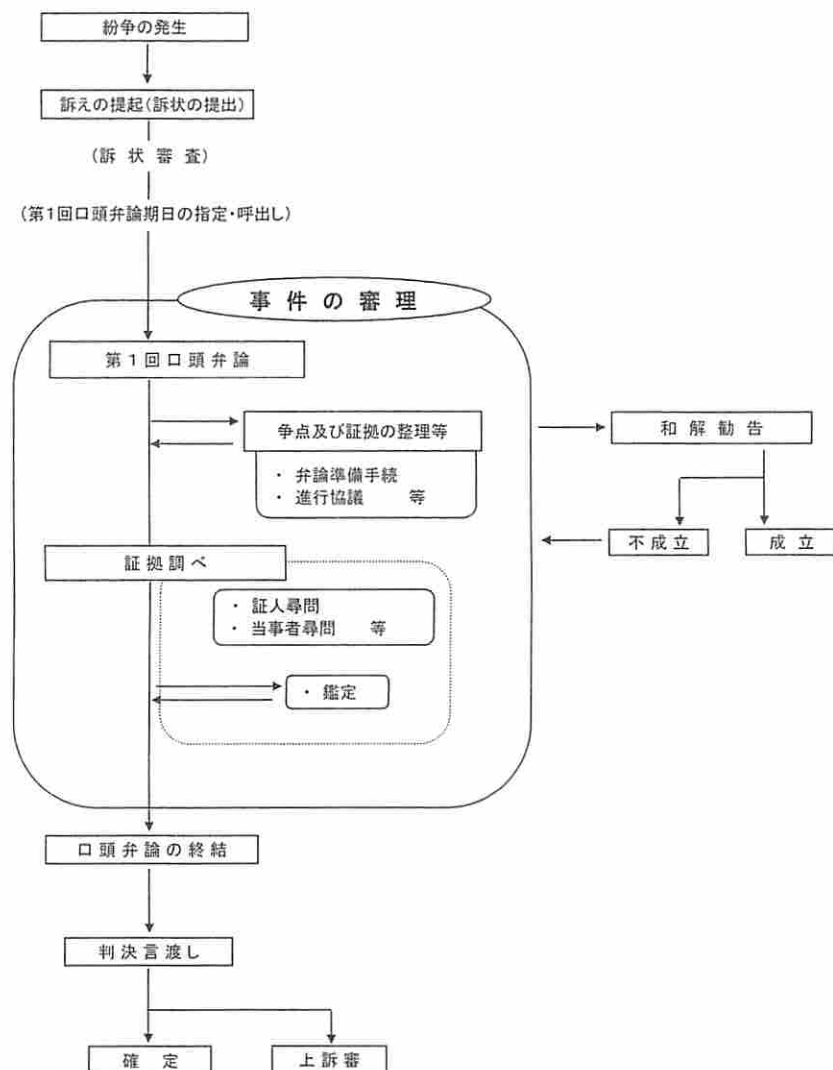 紛争の発生
訴えの提起(訴状の提出)
(訴状審査)
(第1回口頭弁論期日の指定・呼出し)
事件の審理
第1回口頭弁論
争点及び証拠の整理等
・ 弁論準備手続
・ 進行協議 等
和解勧告
不成立
成立
証拠調べ
・ 証人尋問
・ 当事者尋問 等
・ 鑑定
口頭弁論の終結
判決言渡し
確定
上訴審